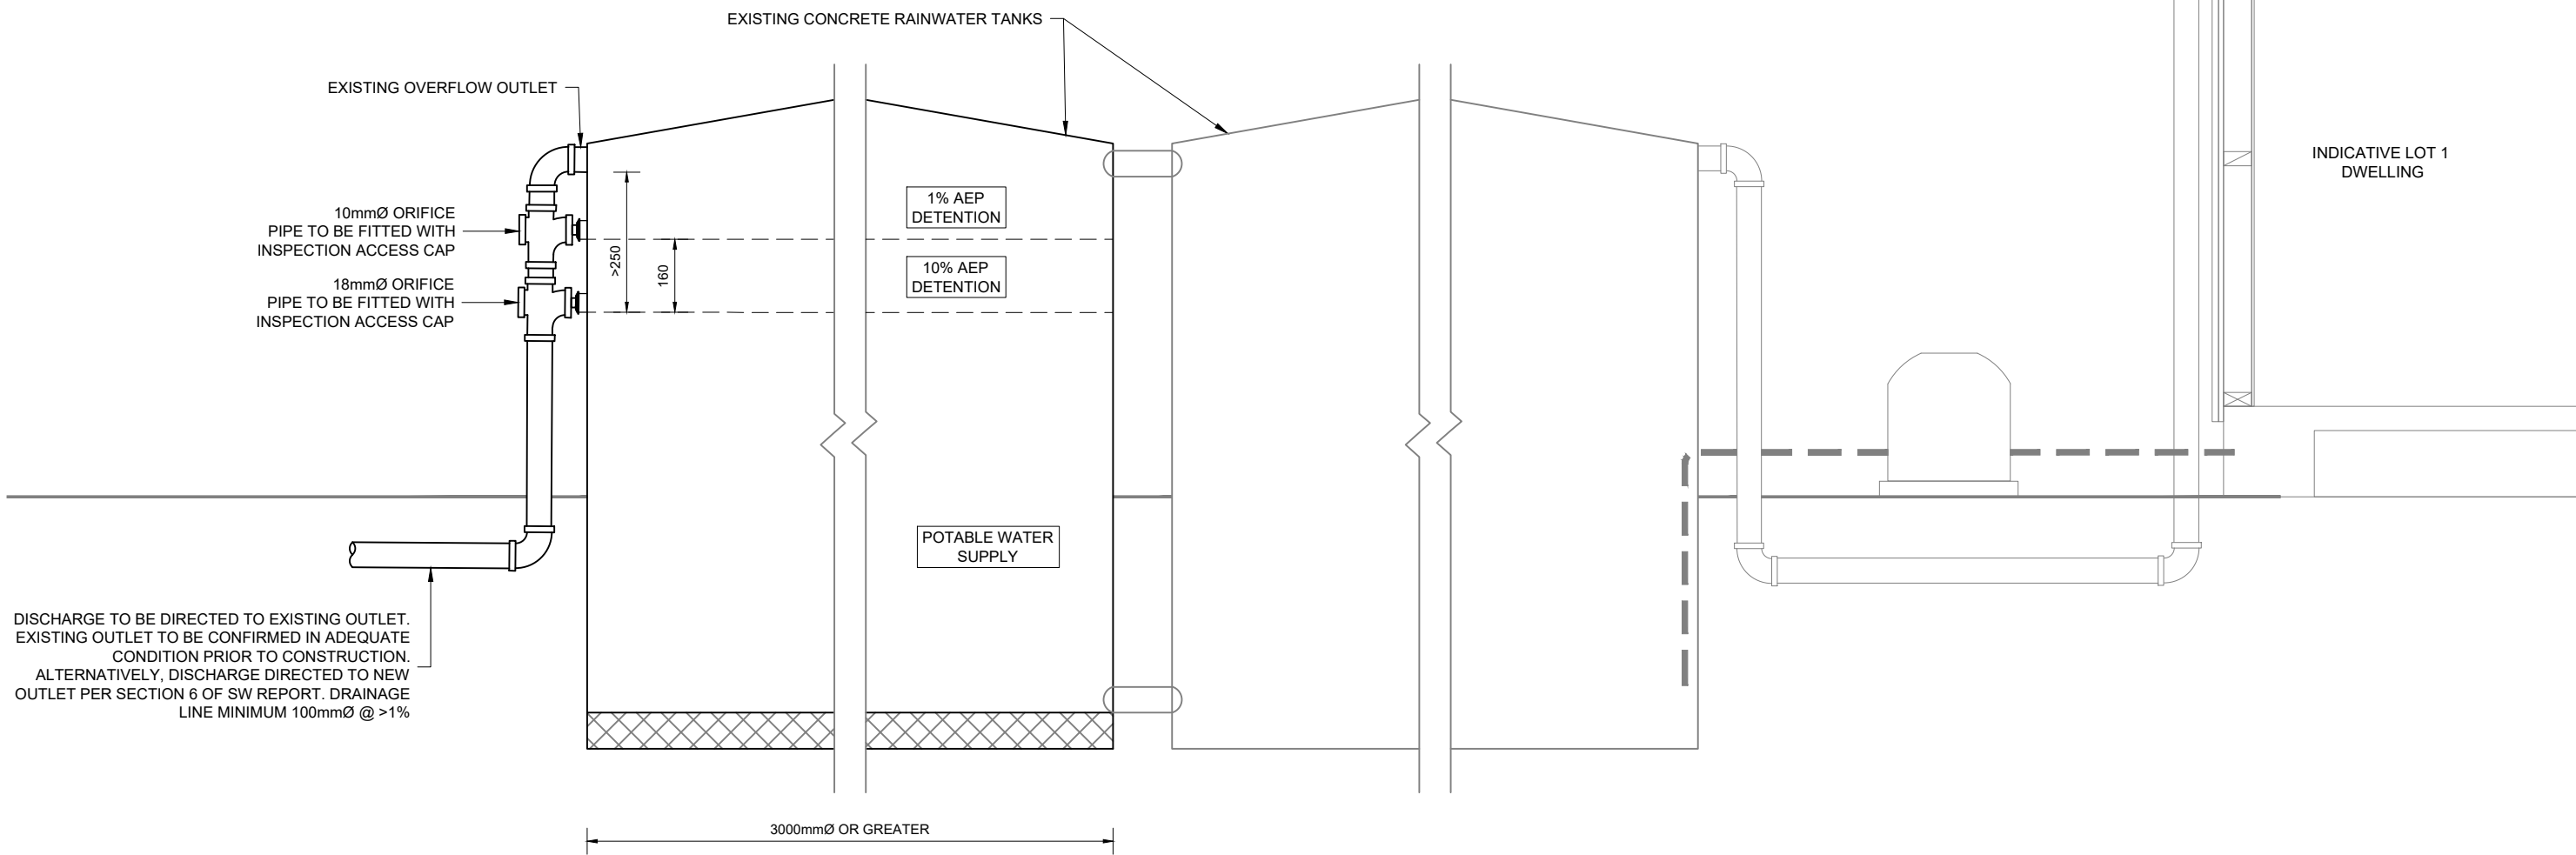 EXISTING CONCRETE RAINWATER TANKS
EXISTING OVERFLOW OUTLET
10mmØ ORIFICE
PIPE TO BE FITTED WITH
INSPECTION ACCESS CAP
18mmØ ORIFICE
PIPE TO BE FITTED WITH
INSPECTION ACCESS CAP
>250
160
1% AEP
DETENTION
10% AEP
DETENTION
INDICATIVE LOT 1
DWELLING
POTABLE WATER
SUPPLY
DISCHARGE TO BE DIRECTED TO EXISTING OUTLET.
EXISTING OUTLET TO BE CONFIRMED IN ADEQUATE
CONDITION PRIOR TO CONSTRUCTION.
ALTERNATIVELY, DISCHARGE DIRECTED TO NEW
OUTLET PER SECTION 6 OF SW REPORT. DRAINAGE
LINE MINIMUM 100mmØ @ >1%
3000mmØ OR GREATER